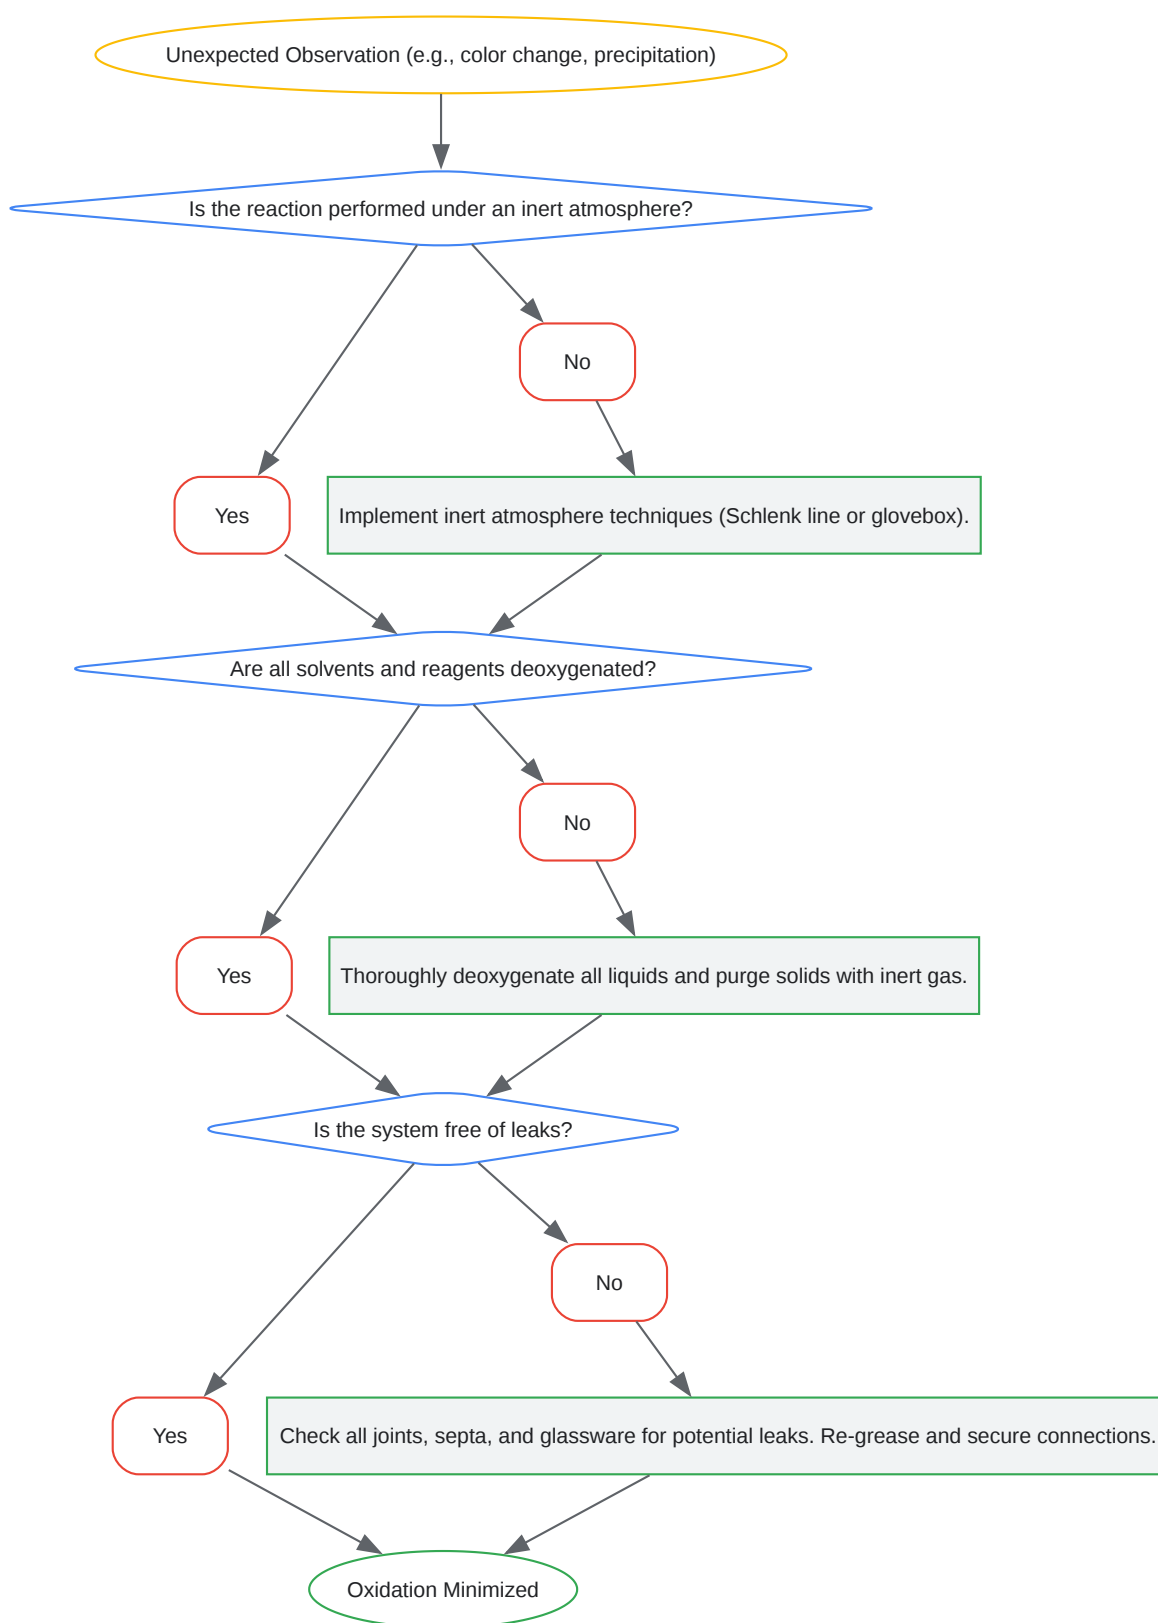 Unexpected Observation (e.g., color change, precipitation)
Is the reaction performed under an inert atmosphere?
No
Yes
Implement inert atmosphere techniques (Schlenk line or glovebox).
Are all solvents and reagents deoxygenated?
No
Yes
Thoroughly deoxygenate all liquids and purge solids with inert gas.
Is the system free of leaks?
No
Yes
Check all joints, septa, and glassware for potential leaks. Re-grease and secure connections.
Oxidation Minimized